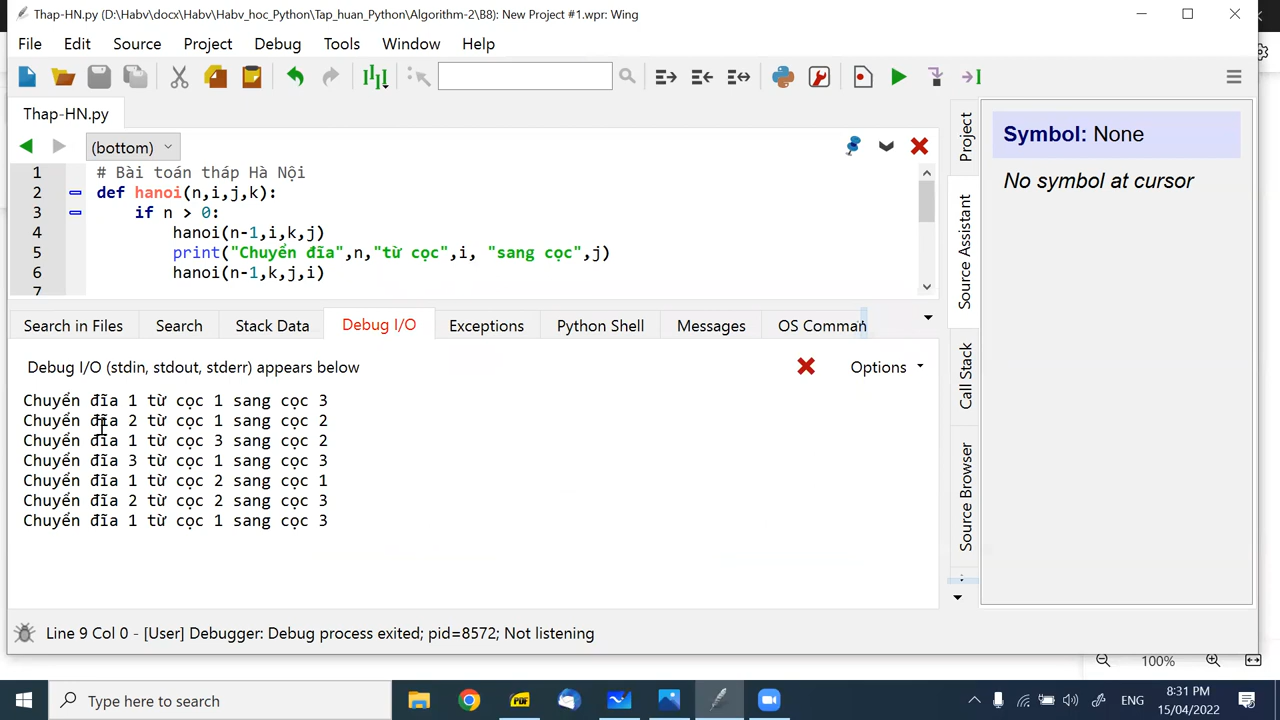 Thap-HN.py (D:\Habv\docx\Habv\Habv_hoc_Python\Tap_huan_Python\Algorithm-2\B8): New Project #1.wpr: Wing
File Edit Source Project Debug Tools Window Help
Thap-HN.py
(bottom)
1 # Bài toán tháp Hà Nội
2 def hanoi(n,i,j,k):
3 if n > 0:
4 hanoi(n-1,i,k,j)
5 print("Chuyển đĩa",n,"từ cọc",i, "sang cọc",j)
6 hanoi(n-1,k,j,i)
7
Search in Files Search Stack Data Debug I/O Exceptions Python Shell Messages OS Comman
Debug I/O (stdin, stdout, stderr) appears below
Options
Chuyển đĩa 1 từ cọc 1 sang cọc 3
Chuyển đĩa 2 từ cọc 1 sang cọc 2
Chuyển đĩa 1 từ cọc 3 sang cọc 2
Chuyển đĩa 3 từ cọc 1 sang cọc 3
Chuyển đĩa 1 từ cọc 2 sang cọc 1
Chuyển đĩa 2 từ cọc 2 sang cọc 3
Chuyển đĩa 1 từ cọc 1 sang cọc 3
Project
Source Assistant
Call Stack
Source Browser
Symbol: None
No symbol at cursor
Line 9 Col 0 - [User] Debugger: Debug process exited; pid=8572; Not listening
100%
Type here to search
PDF
ENG
8:31 PM
15/04/2022